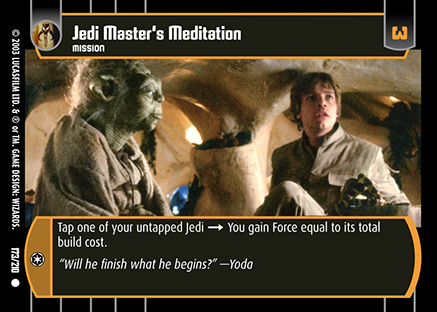 Jedi Master's Meditation
MISSION
Tap one of your untapped Jedi → You gain Force equal to its total
build cost.
"Will he finish what he begins?" —Yoda
© 2003 LUCASFILM LTD. & ® or TM. GAME DESIGN: WIZARDS.
173/210